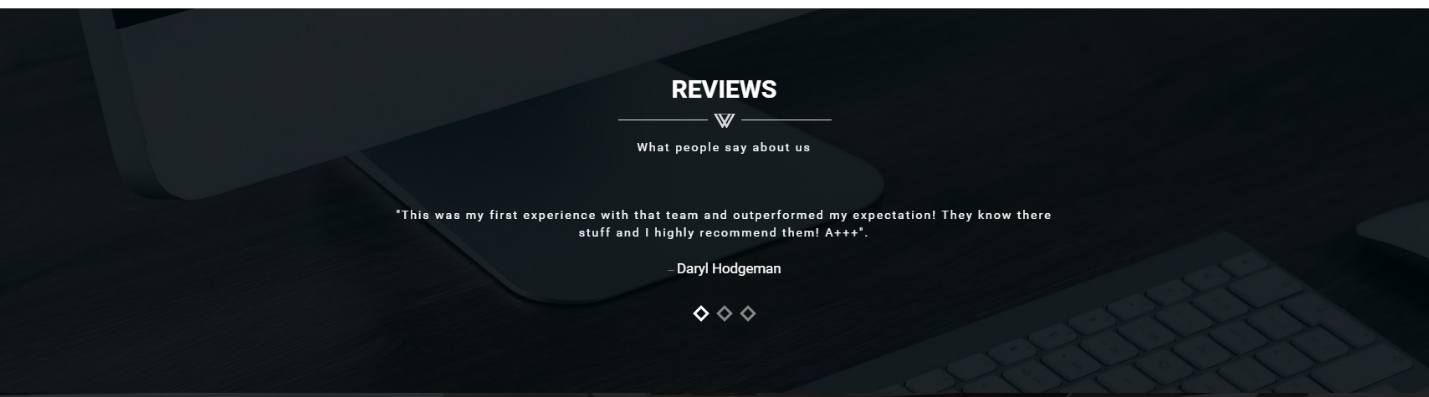 REVIEWS
What people say about us
"This was my first experience with that team and outperformed my expectation! They know there
stuff and I highly recommend them! A+++".
– Daryl Hodgeman